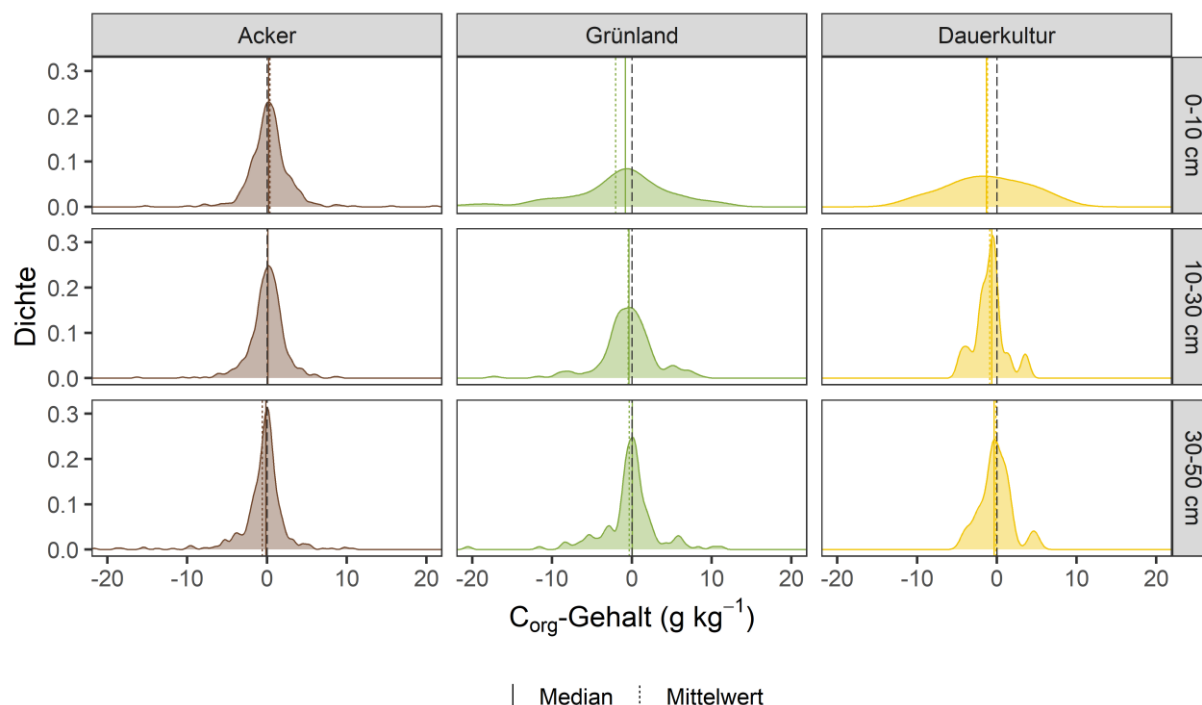 Acker Grünland Dauerkultur
0.3
0.2
0.1
0.0
0-10 cm
0.3
0.2
0.1
0.0
10-30 cm
0.3
0.2
0.1
0.0
30-50 cm
Dichte
-20 -10 0 10 20 -20 -10 0 10 20 -20 -10 0 10 20
C_org-Gehalt (g kg⁻¹)
Median Mittelwert